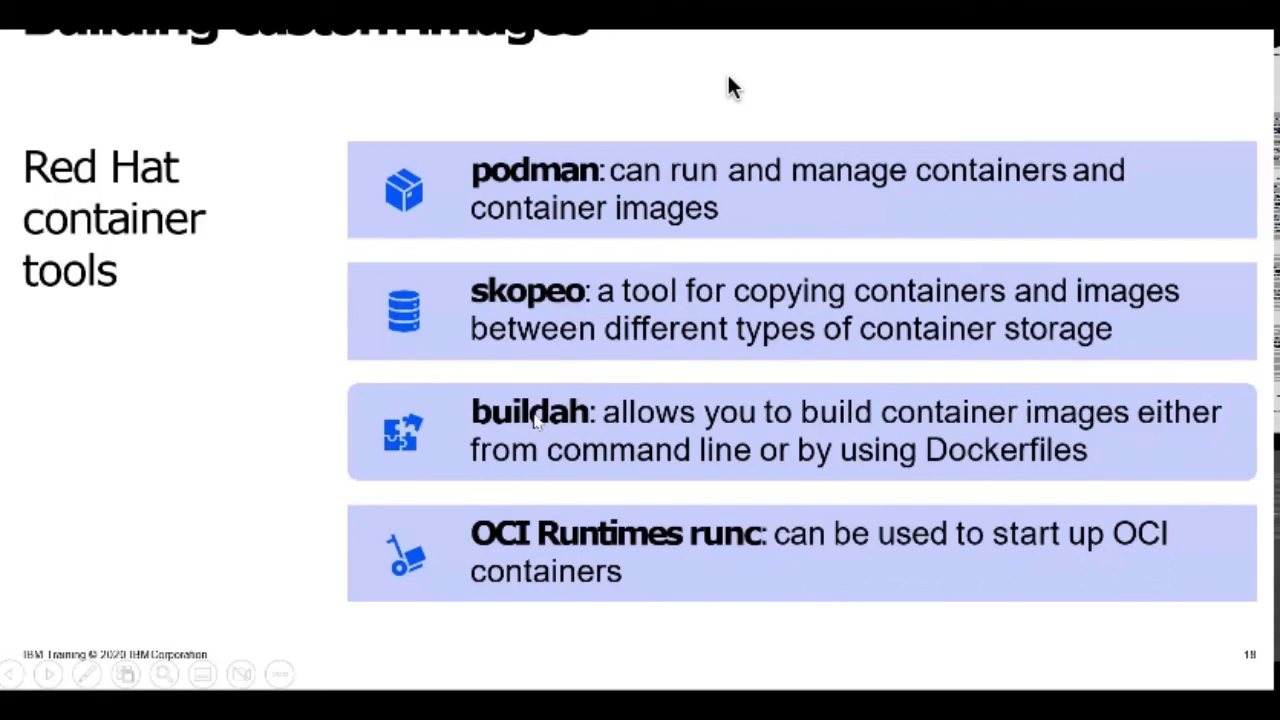 Building custom images
Red Hat
container
tools
podman: can run and manage containers and
container images
skopeo: a tool for copying containers and images
between different types of container storage
buildah: allows you to build container images either
from command line or by using Dockerfiles
OCI Runtimes runc: can be used to start up OCI
containers
IBM Training © 2020 IBM Corporation
18